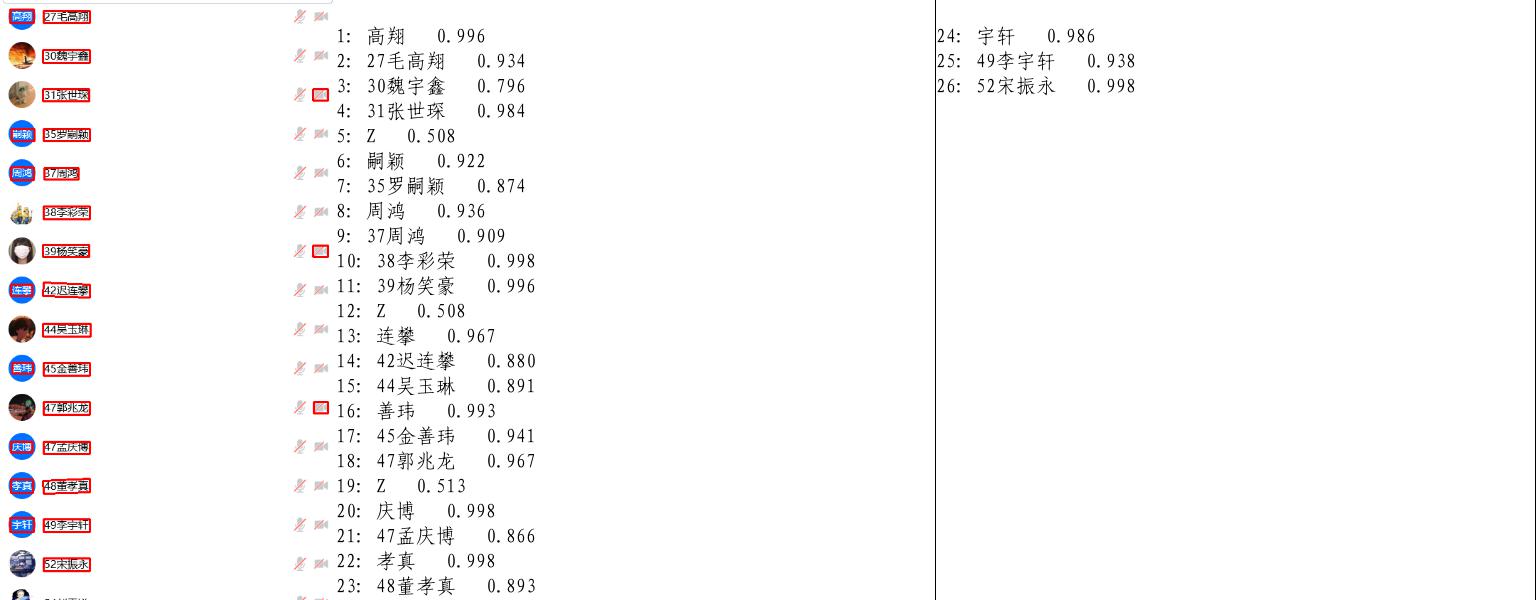 高翔 27毛高翔
30魏宇鑫
31张世琛
嗣颖 35罗嗣颖
周鸿 37周鸿
38李彩荣
39杨笑豪
连攀 42迟连攀
44吴玉琳
善玮 45金善玮
47郭兆龙
庆博 47孟庆博
孝真 48董孝真
宇轩 49李宇轩
52宋振永
1: 高翔 0.996
2: 27毛高翔 0.934
3: 30魏宇鑫 0.796
4: 31张世琛 0.984
5: Z 0.508
6: 嗣颖 0.922
7: 35罗嗣颖 0.874
8: 周鸿 0.936
9: 37周鸿 0.909
10: 38李彩荣 0.998
11: 39杨笑豪 0.996
12: Z 0.508
13: 连攀 0.967
14: 42迟连攀 0.880
15: 44吴玉琳 0.891
16: 善玮 0.993
17: 45金善玮 0.941
18: 47郭兆龙 0.967
19: Z 0.513
20: 庆博 0.998
21: 47孟庆博 0.866
22: 孝真 0.998
23: 48董孝真 0.893
24: 宇轩 0.986
25: 49李宇轩 0.938
26: 52宋振永 0.998